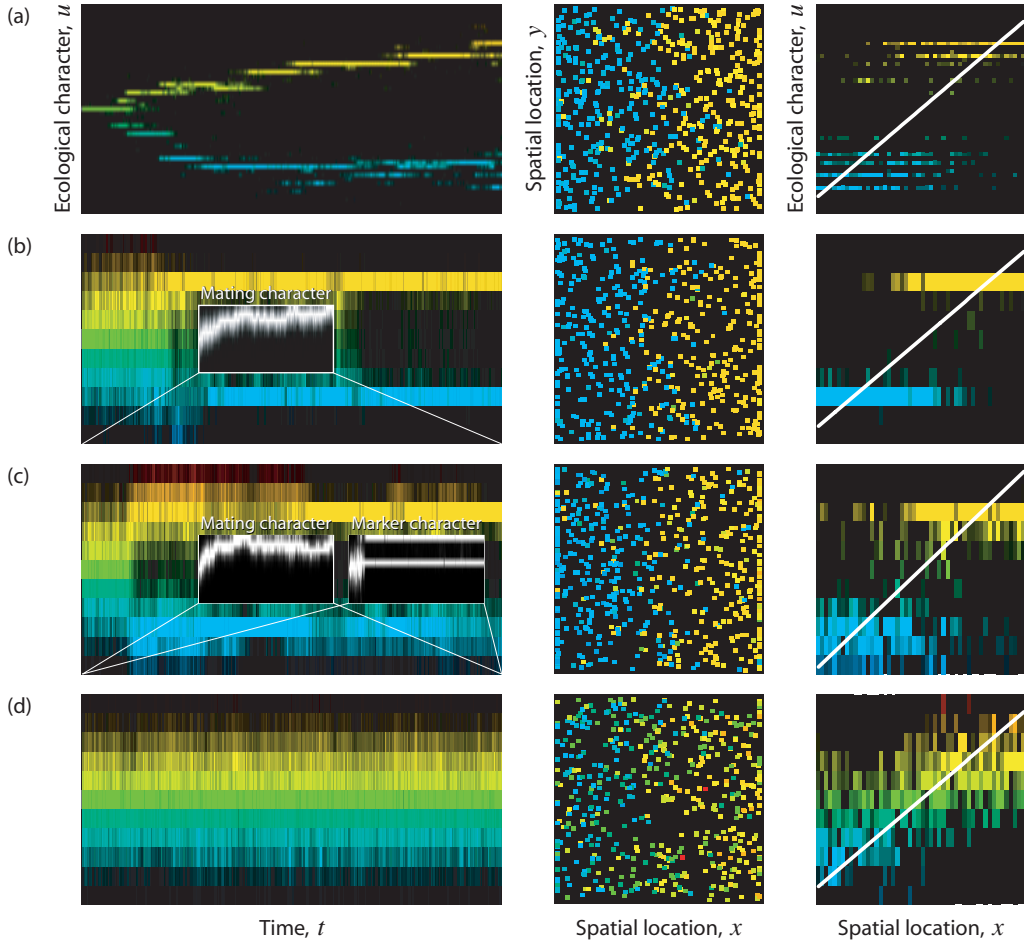 (a)
Ecological character, u
Spatial location, y
Ecological character, u
(b)
Mating character
(c)
Mating character
Marker character
(d)
Time, t
Spatial location, x
Spatial location, x